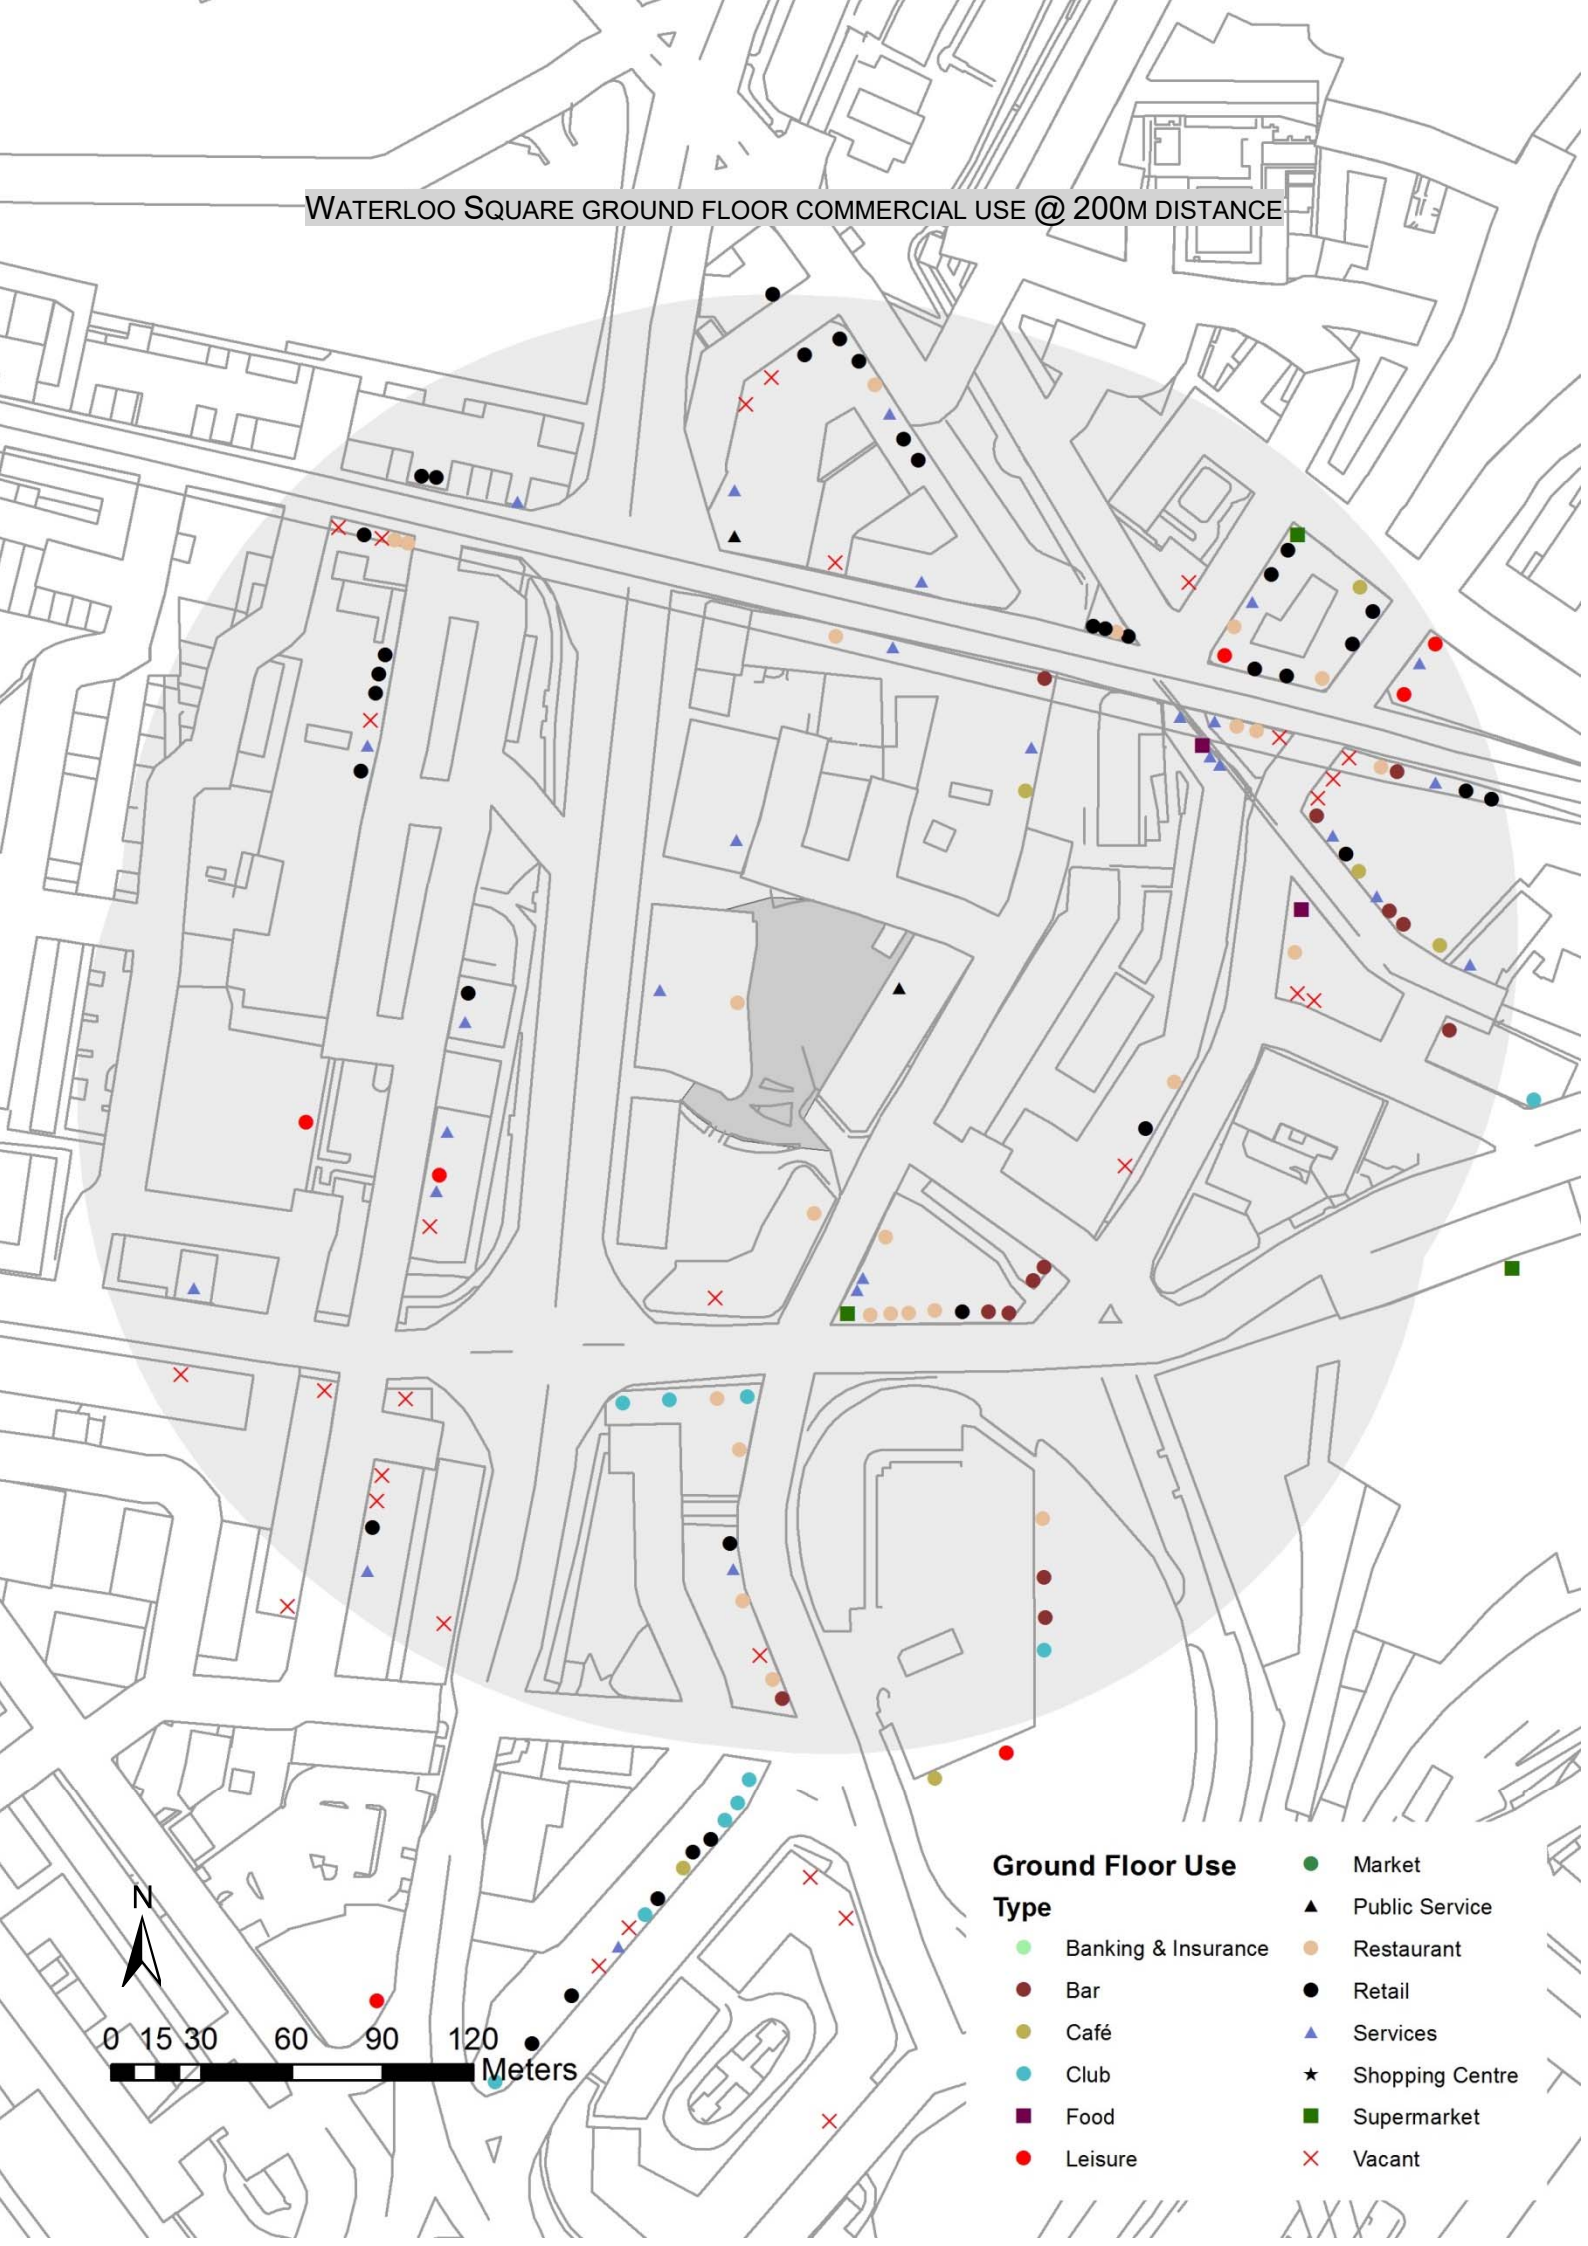 WATERLOO SQUARE GROUND FLOOR COMMERCIAL USE @ 200M DISTANCE
N
0 15 30 60 90 120
Meters
Ground Floor Use
Type
Banking & Insurance
Bar
Café
Club
Food
Leisure
Market
Public Service
Restaurant
Retail
Services
Shopping Centre
Supermarket
Vacant